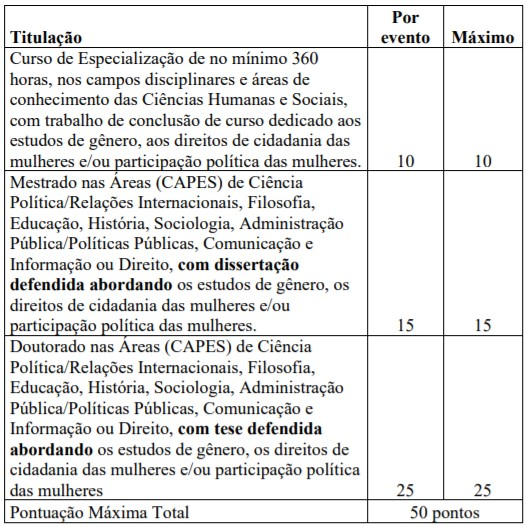 Titulação Por evento Máximo
Curso de Especialização de no mínimo 360
horas, nos campos disciplinares e áreas de
conhecimento das Ciências Humanas e Sociais,
com trabalho de conclusão de curso dedicado aos
estudos de gênero, aos direitos de cidadania das
mulheres e/ou participação política das mulheres. 10 10
Mestrado nas Áreas (CAPES) de Ciência
Política/Relações Internacionais, Filosofia,
Educação, História, Sociologia, Administração
Pública/Políticas Públicas, Comunicação e
Informação ou Direito, com dissertação
defendida abordando os estudos de gênero, os
direitos de cidadania das mulheres e/ou
participação política das mulheres. 15 15
Doutorado nas Áreas (CAPES) de Ciência
Política/Relações Internacionais, Filosofia,
Educação, História, Sociologia, Administração
Pública/Políticas Públicas, Comunicação e
Informação ou Direito, com tese defendida
abordando os estudos de gênero, os direitos de
cidadania das mulheres e/ou participação política
das mulheres 25 25
Pontuação Máxima Total 50 pontos